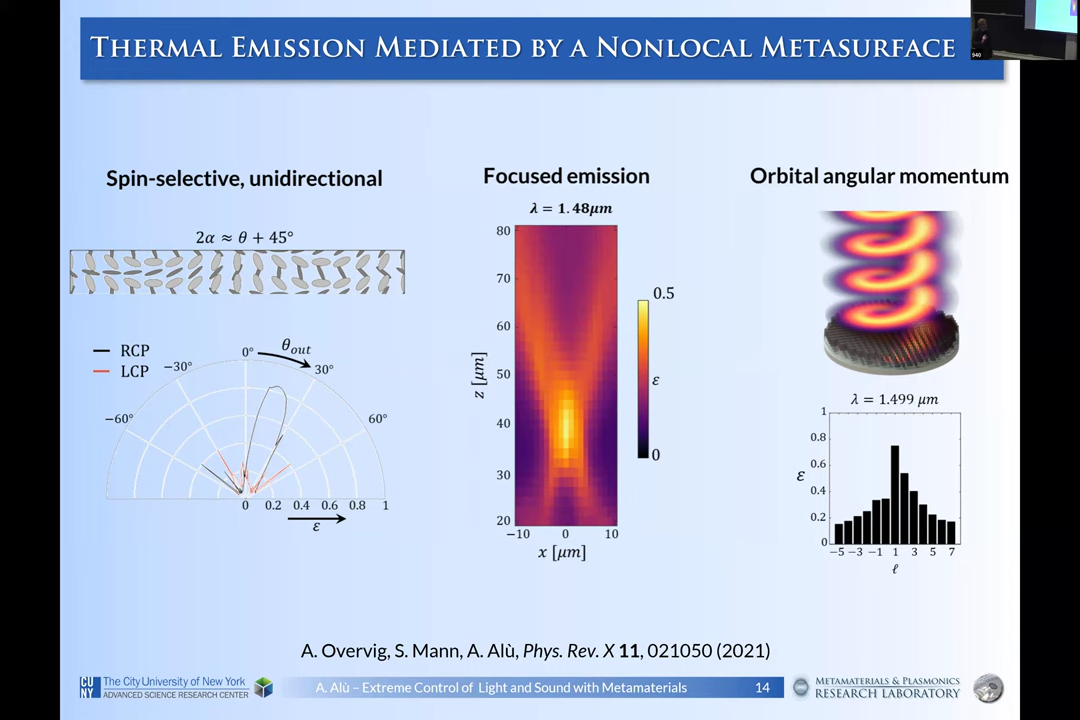 THERMAL EMISSION MEDIATED BY A NONLOCAL METASURFACE
940
Spin-selective, unidirectional
2α ≈ θ + 45°
RCP
LCP
θout
−60°
−30°
0°
30°
60°
0 0.2 0.4 0.6 0.8 1
ε
Focused emission
λ = 1.48μm
80
70
60
50
40
30
20
z [μm]
−10 0 10
x [μm]
0.5
ε
0
Orbital angular momentum
λ = 1.499 μm
1
0.8
0.6
0.4
0.2
0
ε
−5 −3 −1 1 3 5 7
ℓ
A. Overvig, S. Mann, A. Alù, Phys. Rev. X 11, 021050 (2021)
CU
NY
The City University of New York
ADVANCED SCIENCE RESEARCH CENTER
A. Alù – Extreme Control of Light and Sound with Metamaterials
14
METAMATERIALS & PLASMONICS
RESEARCH LABORATORY